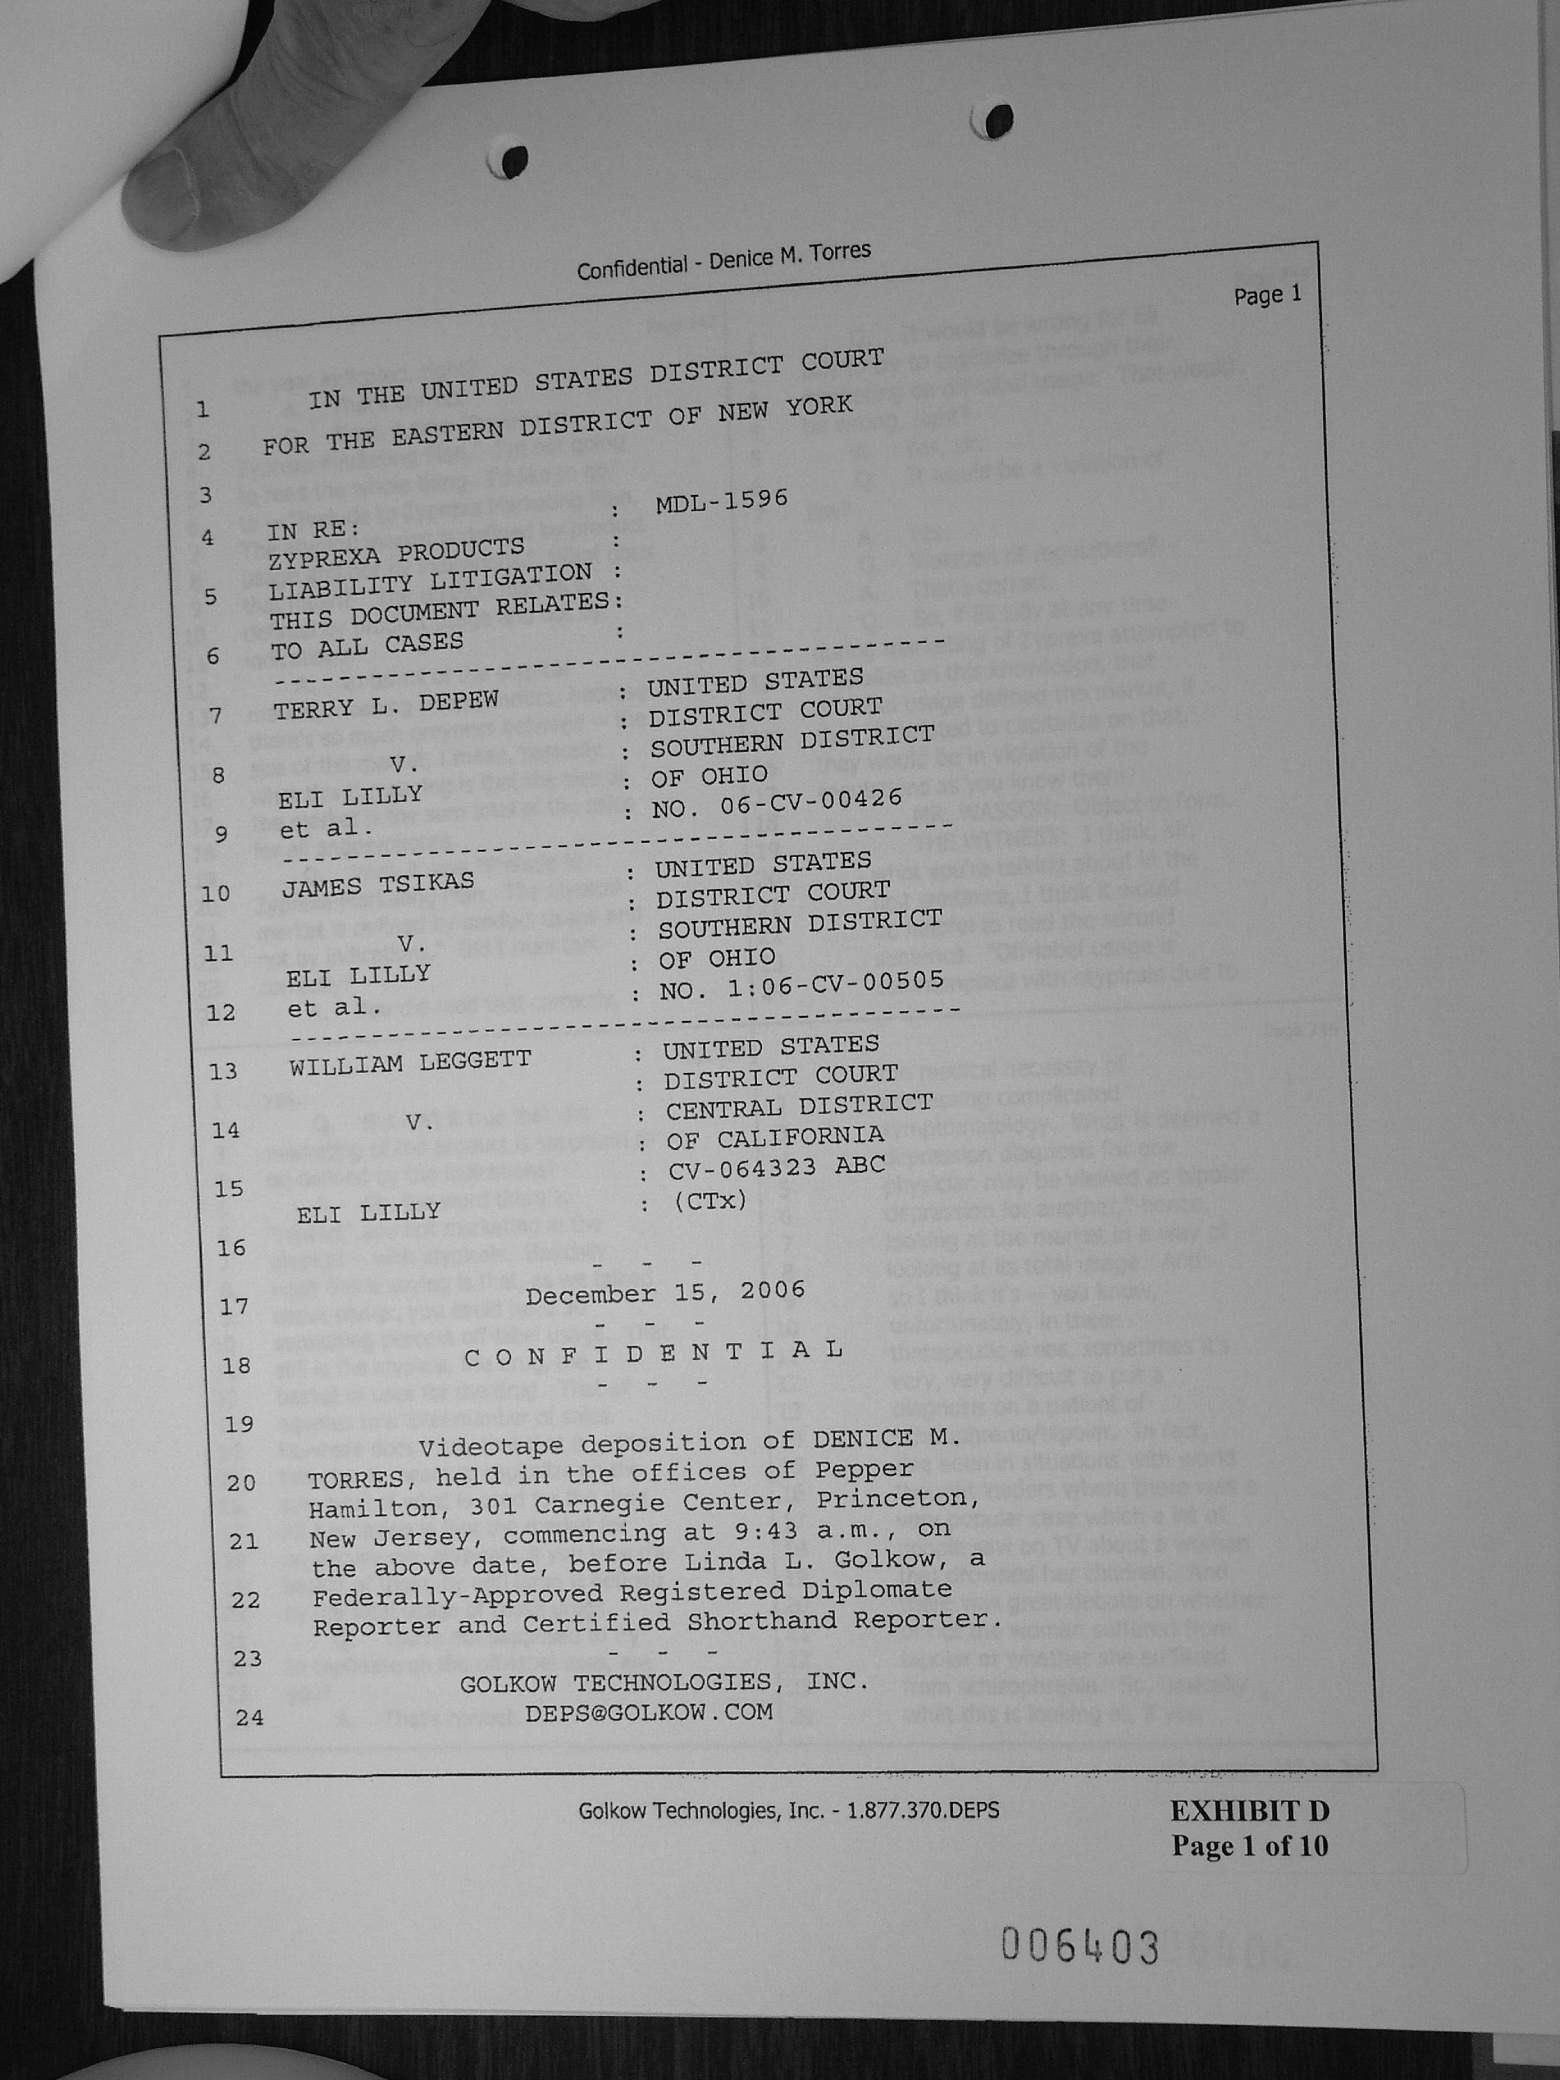 Confidential - Denice M. Torres
Page 1
1 IN THE UNITED STATES DISTRICT COURT
2 FOR THE EASTERN DISTRICT OF NEW YORK
3
4 IN RE: : MDL-1596
ZYPREXA PRODUCTS :
5 LIABILITY LITIGATION :
THIS DOCUMENT RELATES:
6 TO ALL CASES :
----------------------------------------
7 TERRY L. DEPEW : UNITED STATES
: DISTRICT COURT
8 V. : SOUTHERN DISTRICT
ELI LILLY : OF OHIO
9 et al. : NO. 06-CV-00426
----------------------------------------
10 JAMES TSIKAS : UNITED STATES
: DISTRICT COURT
11 V. : SOUTHERN DISTRICT
ELI LILLY : OF OHIO
12 et al. : NO. 1:06-CV-00505
----------------------------------------
13 WILLIAM LEGGETT : UNITED STATES
: DISTRICT COURT
14 V. : CENTRAL DISTRICT
: OF CALIFORNIA
15 : CV-064323 ABC
ELI LILLY : (CTx)
16
- - -
17 December 15, 2006
- - -
18 C O N F I D E N T I A L
- - -
19
Videotape deposition of DENICE M.
20 TORRES, held in the offices of Pepper
Hamilton, 301 Carnegie Center, Princeton,
21 New Jersey, commencing at 9:43 a.m., on
the above date, before Linda L. Golkow, a
22 Federally-Approved Registered Diplomate
Reporter and Certified Shorthand Reporter.
23 - - -
GOLKOW TECHNOLOGIES, INC.
24 DEPS@GOLKOW.COM
Golkow Technologies, Inc. - 1.877.370.DEPS
EXHIBIT D
Page 1 of 10
006403